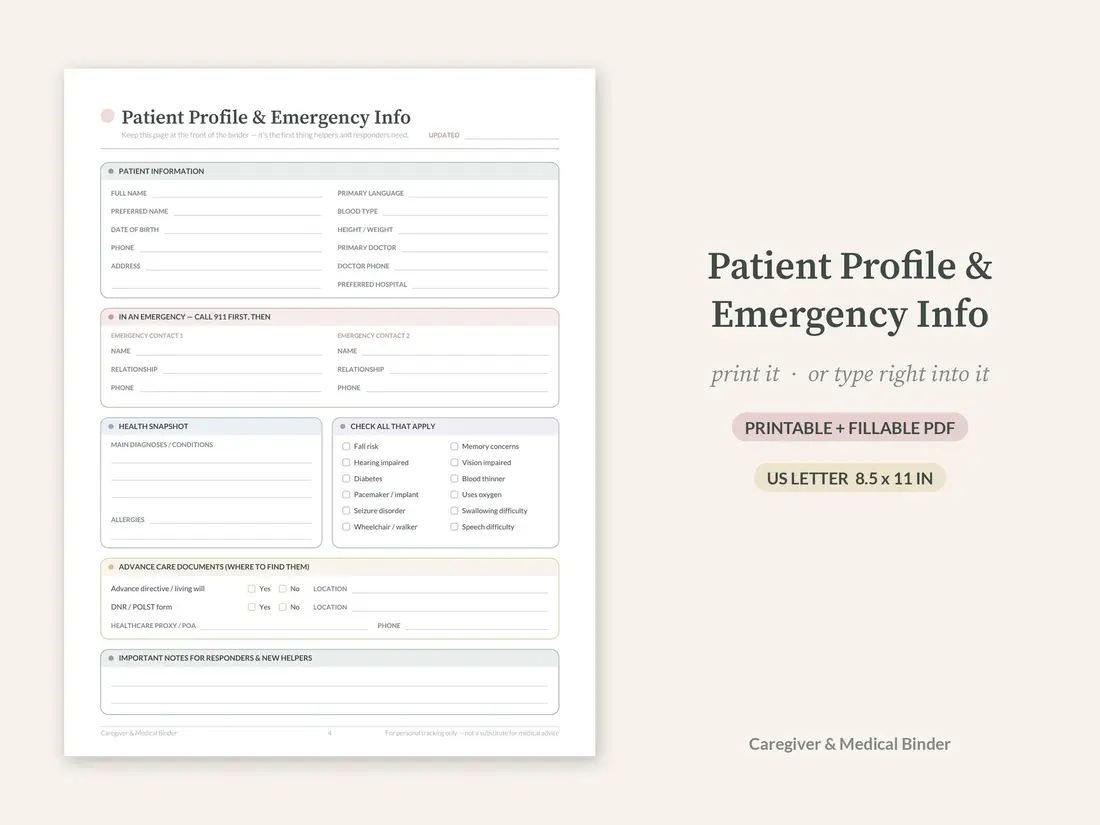 Patient Profile & Emergency Info
Keep this page at the front of the binder — it's the first thing helpers and responders need.
UPDATED
PATIENT INFORMATION
FULL NAME
PREFERRED NAME
DATE OF BIRTH
PHONE
ADDRESS
PRIMARY LANGUAGE
BLOOD TYPE
HEIGHT / WEIGHT
PRIMARY DOCTOR
DOCTOR PHONE
PREFERRED HOSPITAL
IN AN EMERGENCY — CALL 911 FIRST, THEN
EMERGENCY CONTACT 1
NAME
RELATIONSHIP
PHONE
EMERGENCY CONTACT 2
NAME
RELATIONSHIP
PHONE
HEALTH SNAPSHOT
MAIN DIAGNOSES / CONDITIONS
ALLERGIES
CHECK ALL THAT APPLY
Fall risk
Hearing impaired
Diabetes
Pacemaker / implant
Seizure disorder
Wheelchair / walker
Memory concerns
Vision impaired
Blood thinner
Uses oxygen
Swallowing difficulty
Speech difficulty
ADVANCE CARE DOCUMENTS (WHERE TO FIND THEM)
Advance directive / living will Yes No LOCATION
DNR / POLST form Yes No LOCATION
HEALTHCARE PROXY / POA PHONE
IMPORTANT NOTES FOR RESPONDERS & NEW HELPERS
Caregiver & Medical Binder 4 For personal tracking only — not a substitute for medical advice
Patient Profile &
Emergency Info
print it · or type right into it
PRINTABLE + FILLABLE PDF
US LETTER 8.5 x 11 IN
Caregiver & Medical Binder